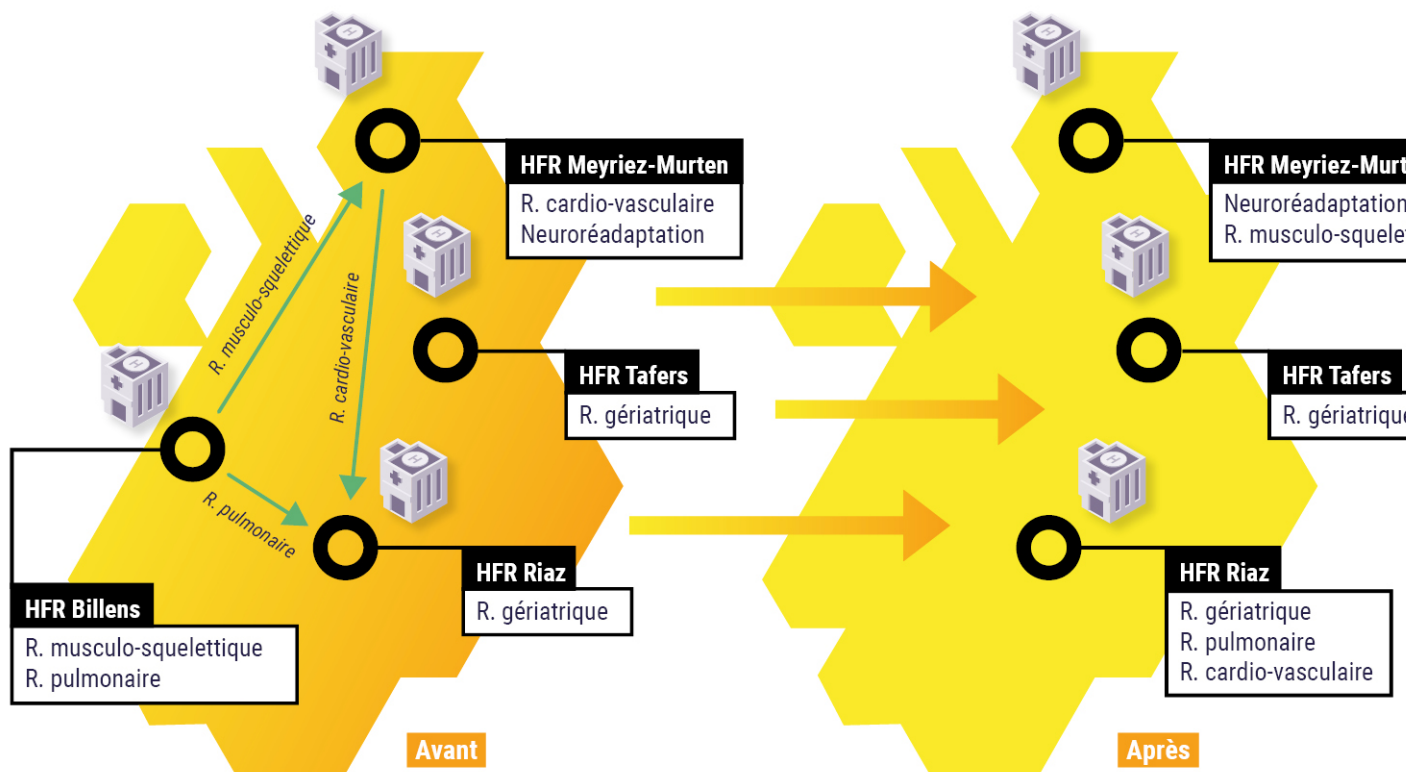 HFR Meyriez-Murten
R. cardio-vasculaire
Neuroréadaptation
R. musculo-squelettique
R. cardio-vasculaire
R. pulmonaire
HFR Tafers
R. gériatrique
HFR Riaz
R. gériatrique
HFR Billens
R. musculo-squelettique
R. pulmonaire
Avant
HFR Meyriez-Murt
Neuroréadaptation
R. musculo-squelet
HFR Tafers
R. gériatrique
HFR Riaz
R. gériatrique
R. pulmonaire
R. cardio-vasculaire
Après
H
H
H
H
H
H
H